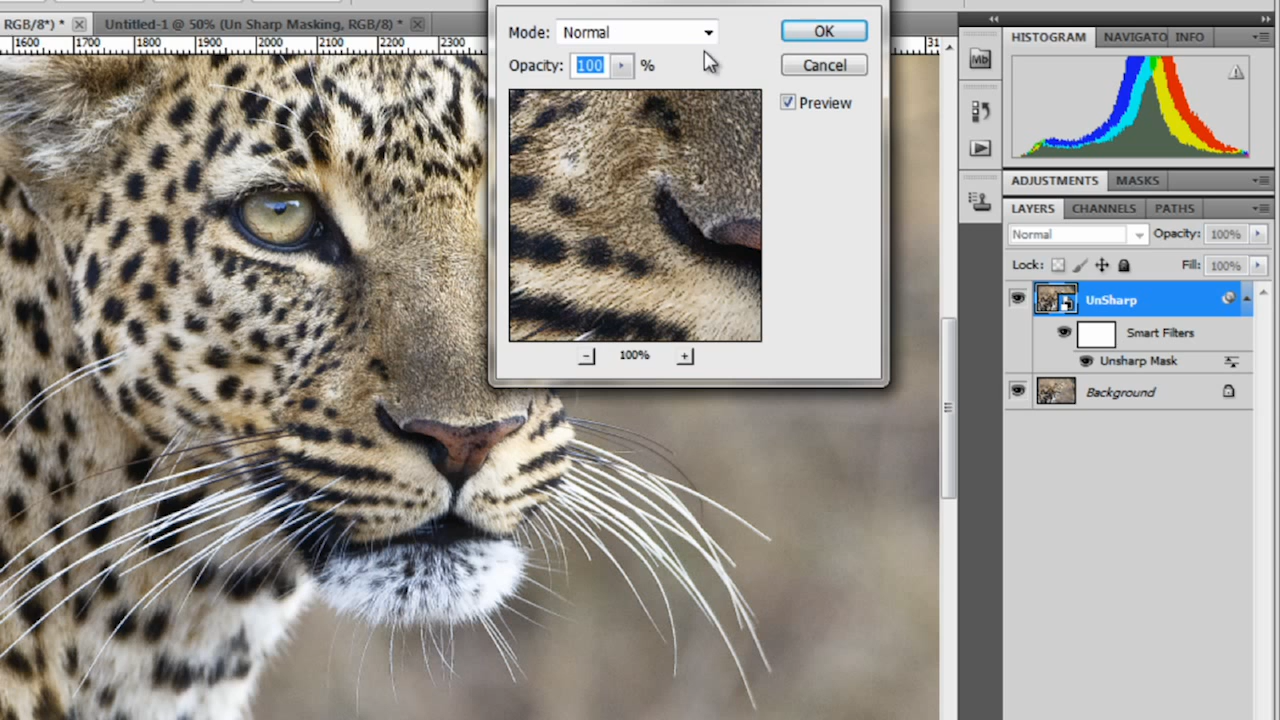 RGB/8*) *
Untitled-1 @ 50% (Un Sharp Masking, RGB/8) *
1600 1700 1800 1900 2000 2100 2200 2300 31
Mode: Normal
OK
Opacity: 100 %
Cancel
Preview
100%
HISTOGRAM NAVIGATO INFO
Mb
ADJUSTMENTS MASKS
LAYERS CHANNELS PATHS
Normal Opacity: 100%
Lock: Fill: 100%
UnSharp
Smart Filters
Unsharp Mask
Background